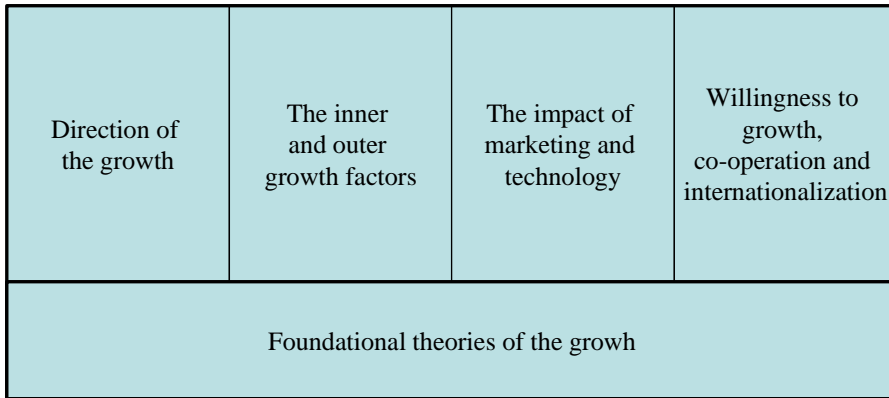 Direction of
the growth
The inner
and outer
growth factors
The impact of
marketing and
technology
Willingness to
growth,
co-operation and
internationalization
Foundational theories of the growh